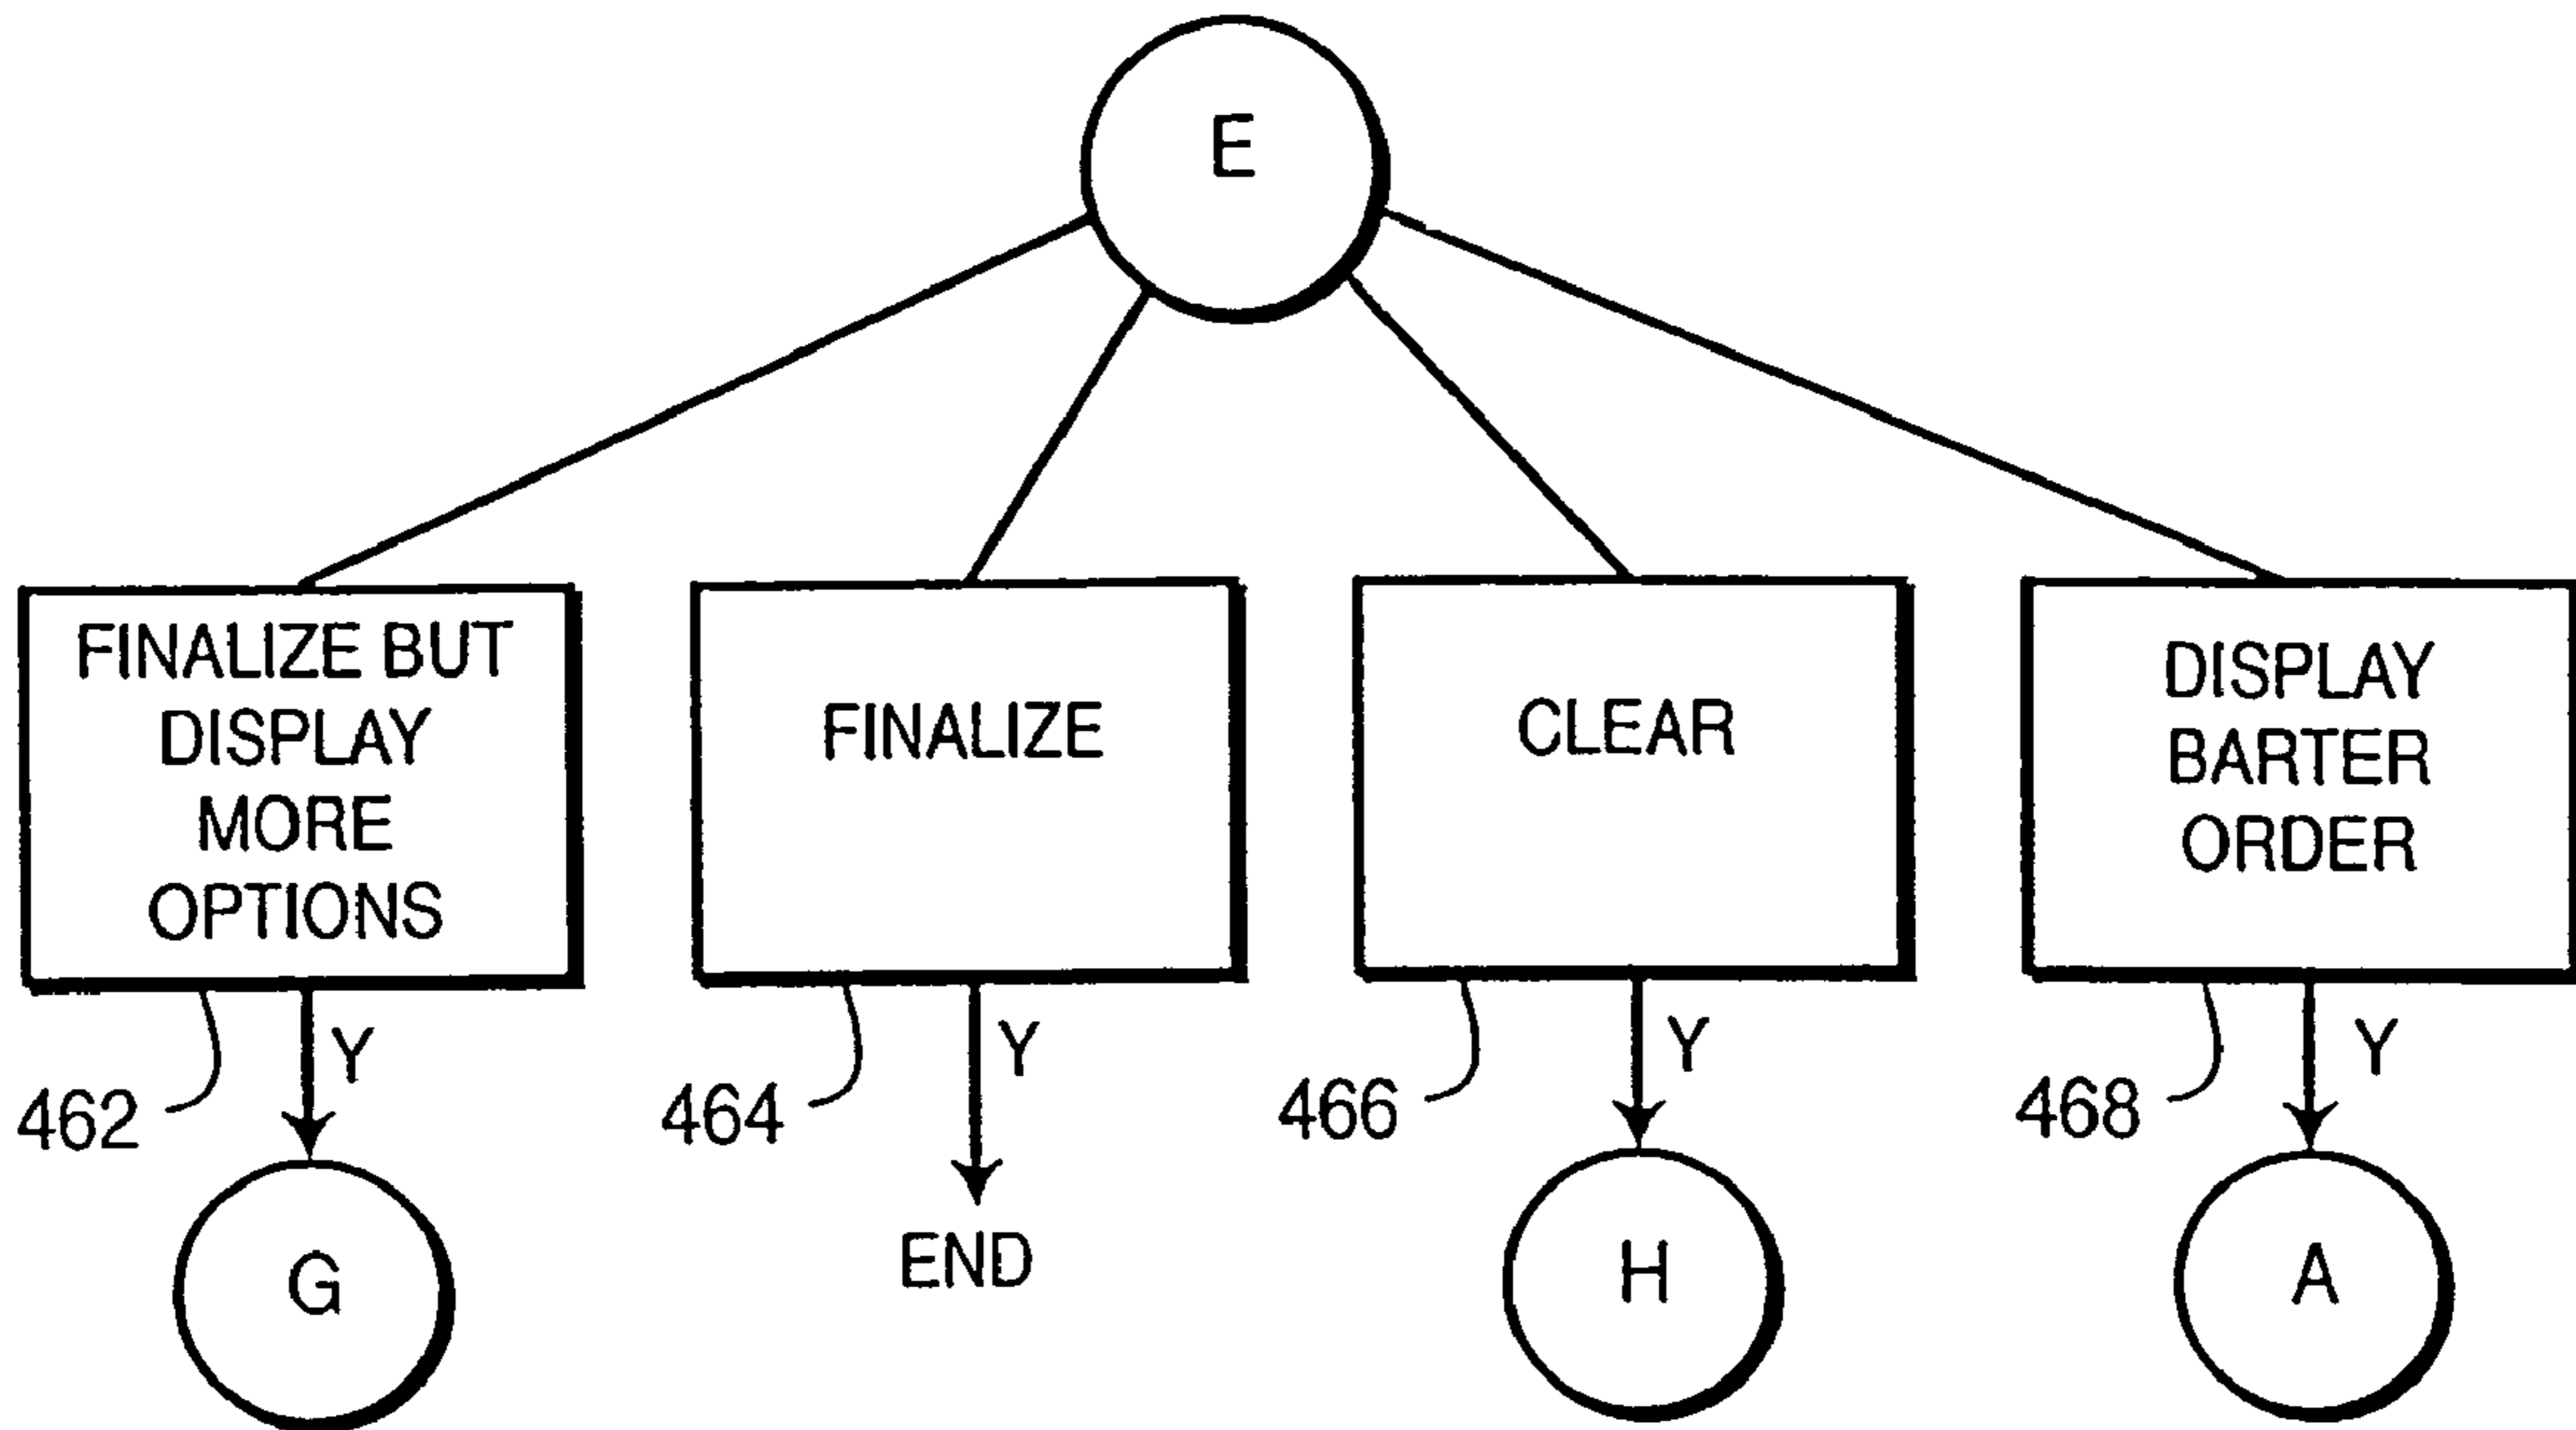 E
FINALIZE BUT
DISPLAY
MORE
OPTIONS
FINALIZE
CLEAR
DISPLAY
BARTER
ORDER
Y
Y
Y
Y
462
464
466
468
G
END
H
A